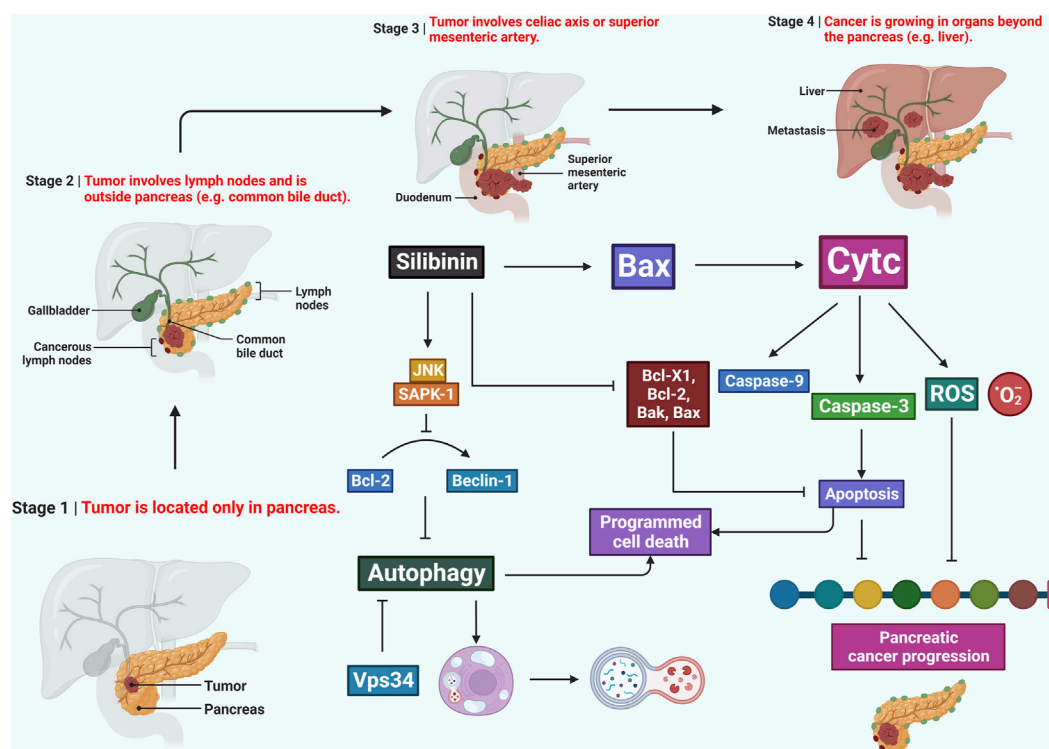 Stage 3 | Tumor involves celiac axis or superior
mesenteric artery.
Stage 4 | Cancer is growing in organs beyond
the pancreas (e.g. liver).
Liver
Metastasis
Superior
mesenteric
artery
Duodenum
Stage 2 | Tumor involves lymph nodes and is
outside pancreas (e.g. common bile duct).
Gallbladder
Lymph
nodes
Cancerous
lymph nodes
Common
bile duct
Silibinin
Bax
Cytc
JNK
SAPK-1
Bcl-X1,
Bcl-2,
Bak, Bax
Caspase-9
Caspase-3
ROS
•O₂⁻
Bcl-2
Beclin-1
Apoptosis
Stage 1 | Tumor is located only in pancreas.
Programmed
cell death
Autophagy
Vps34
Tumor
Pancreas
Pancreatic
cancer progression